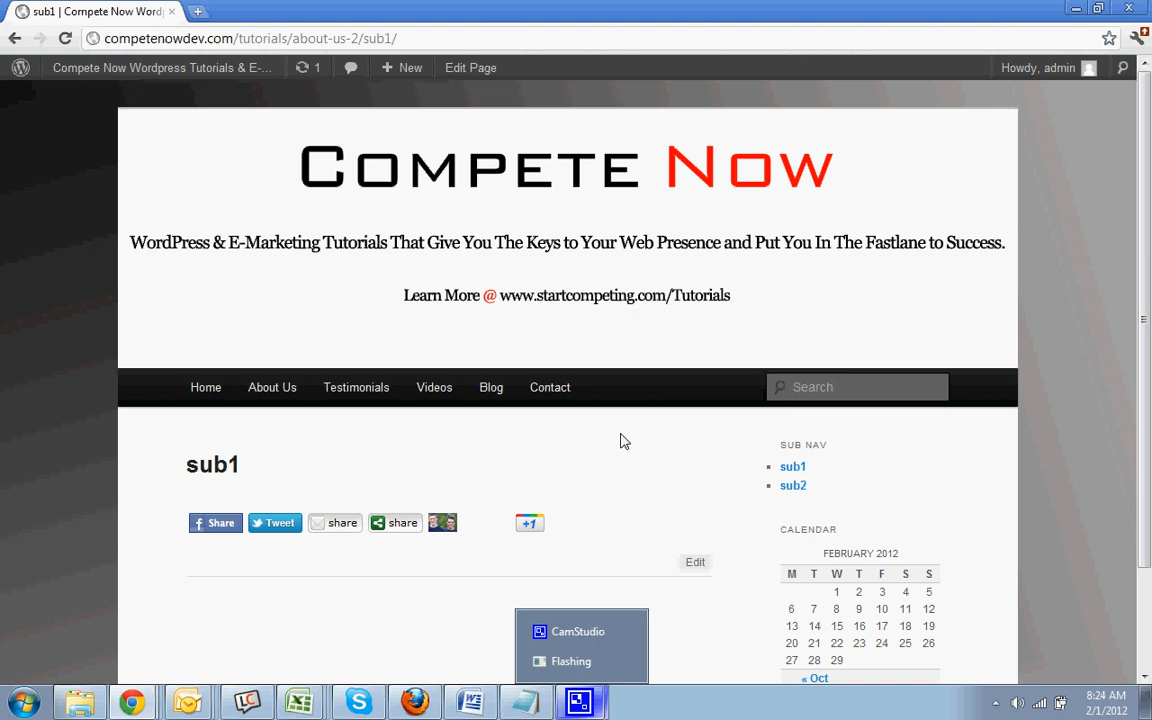 sub1 | Compete Now Wordp
competenowdev.com/tutorials/about-us-2/sub1/
Compete Now Wordpress Tutorials & E-... 1 New Edit Page Howdy, admin
Compete Now
WordPress & E-Marketing Tutorials That Give You The Keys to Your Web Presence and Put You In The Fastlane to Success.
Learn More @ www.startcompeting.com/Tutorials
Home About Us Testimonials Videos Blog Contact Search
SUB NAV
sub1
sub1
sub2
Share Tweet share share +1
CALENDAR
FEBRUARY 2012
Edit
M T W T F S S
1 2 3 4 5
6 7 8 9 10 11 12
13 14 15 16 17 18 19
20 21 22 23 24 25 26
27 28 29
« Oct
CamStudio
Flashing
8:24 AM
2/1/2012